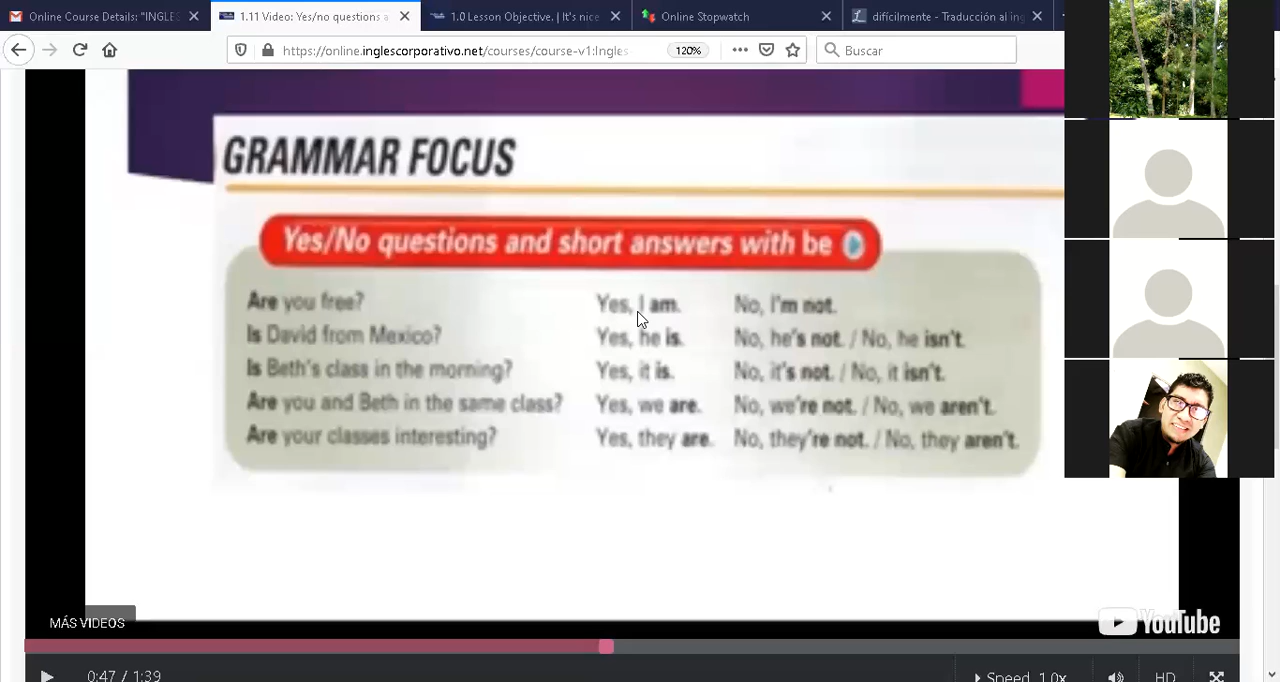 Online Course Details: "INGLES
1.11 Video: Yes/no questions a
1.0 Lesson Objective. | It's nice
Online Stopwatch
difícilmente - Traducción al ing
https://online.inglescorporativo.net/courses/course-v1:Ingles
120%
Buscar
GRAMMAR FOCUS
Yes/No questions and short answers with be
Are you free? Yes, I am. No, I'm not.
Is David from Mexico? Yes, he is. No, he's not. / No, he isn't.
Is Beth's class in the morning? Yes, it is. No, it's not. / No, it isn't.
Are you and Beth in the same class? Yes, we are. No, we're not. / No, we aren't.
Are your classes interesting? Yes, they are. No, they're not. / No, they aren't.
MÁS VIDEOS
YouTube
0:47 / 1:39
Speed 1.0x
HD